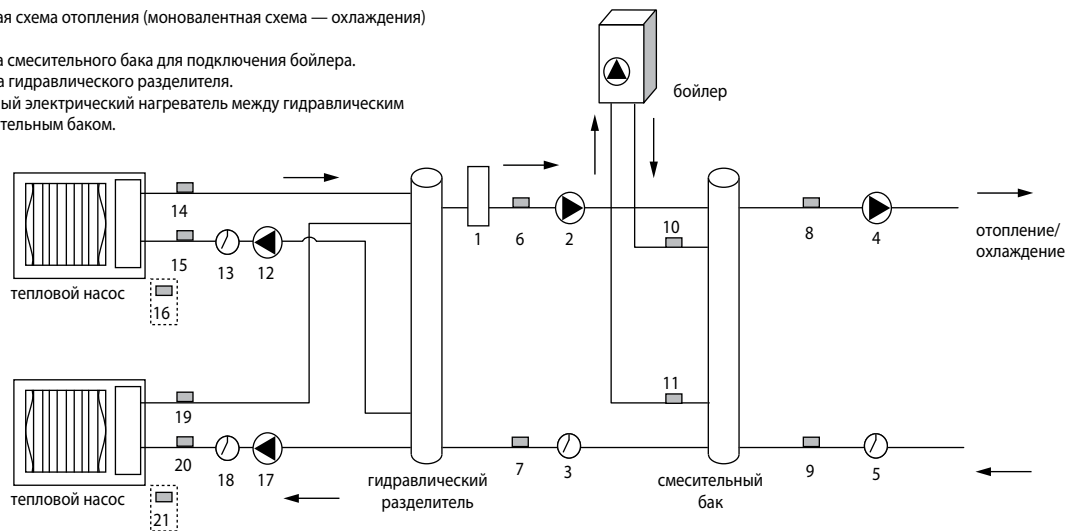 ая схема отопления (моновалентная схема — охлаждения)
а смесительного бака для подключения бойлера.
а гидравлического разделителя.
ый электрический нагреватель между гидравлическим
тельным баком.
бойлер
14
1
6
2
10
8
4
отопление/
охлаждение
15
13
12
тепловой насос
16
11
19
20
18
17
7
3
9
5
гидравлический
разделитель
смесительный
бак
тепловой насос
21